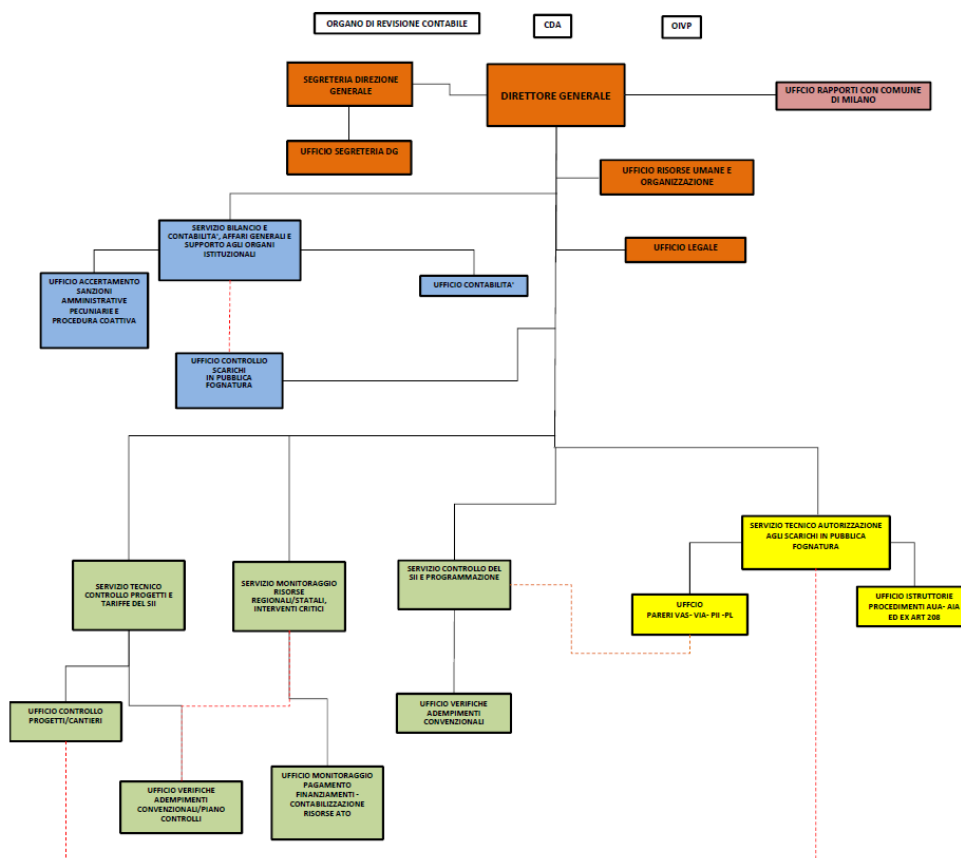 ORGANO DI REVISIONE CONTABILE
CDA
OIVP
SEGRETERIA DIREZIONE
GENERALE
DIRETTORE GENERALE
UFFICIO RAPPORTI CON COMUNE
DI MILANO
UFFICIO SEGRETERIA DG
UFFICIO RISORSE UMANE E
ORGANIZZAZIONE
SERVIZIO BILANCIO E
CONTABILITA', AFFARI GENERALI E
SUPPORTO AGLI ORGANI
ISTITUZIONALI
UFFICIO LEGALE
UFFICIO ACCERTAMENTO
SANZIONI
AMMINISTRATIVE
PECUNIARIE E
PROCEDURA COATTIVA
UFFICIO CONTABILITA'
UFFICIO CONTROLLIO
SCARICHI
IN PUBBLICA
FOGNATURA
SERVIZIO TECNICO AUTORIZZAZIONE
AGLI SCARICHI IN PUBBLICA
FOGNATURA
SERVIZIO TECNICO
CONTROLLO PROGETTI E
TARIFFE DEL SII
SERVIZIO MONITORAGGIO
RISORSE
REGIONALI/STATALI,
INTERVENTI CRITICI
SERVIZIO CONTROLLO DEL
SII E PROGRAMMAZIONE
UFFCIO
PARERI VAS- VIA- PII -PL
UFFICIO ISTRUTTORIE
PROCEDIMENTI AUA- AIA
ED EX ART 208
UFFICIO CONTROLLO
PROGETTI/CANTIERI
UFFICIO VERIFICHE
ADEMPIMENTI
CONVENZIONALI
UFFICIO VERIFICHE
ADEMPIMENTI
CONVENZIONALI/PIANO
CONTROLLI
UFFICIO MONITORAGGIO
PAGAMENTO
FINANZIAMENTI -
CONTABILIZZAZIONE
RISORSE ATO